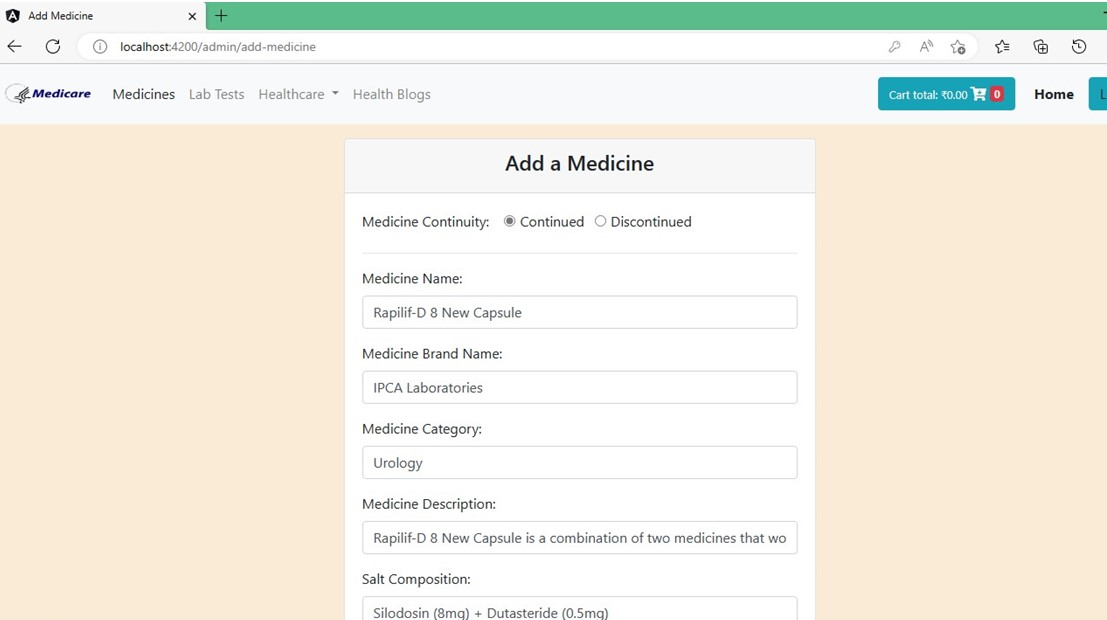 Add Medicine
localhost:4200/admin/add-medicine
Medicare Medicines Lab Tests Healthcare Health Blogs Cart total: ₹0.00 0 Home
Add a Medicine
Medicine Continuity: Continued Discontinued
Medicine Name:
Rapilif-D 8 New Capsule
Medicine Brand Name:
IPCA Laboratories
Medicine Category:
Urology
Medicine Description:
Rapilif-D 8 New Capsule is a combination of two medicines that wo
Salt Composition:
Silodosin (8mg) + Dutasteride (0.5mg)